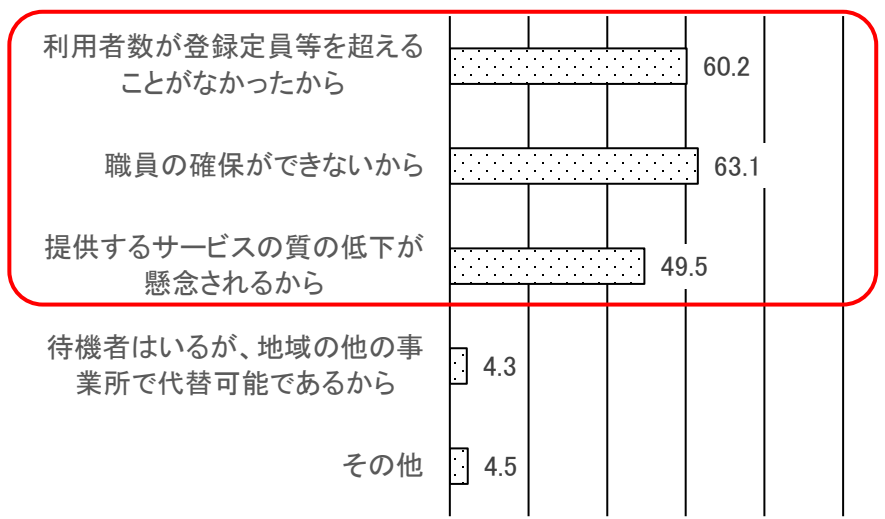 利用者数が登録定員等を超える
ことがなかったから
60.2
職員の確保ができないから
63.1
提供するサービスの質の低下が
懸念されるから
49.5
待機者はいるが、地域の他の事
業所で代替可能であるから
4.3
その他
4.5